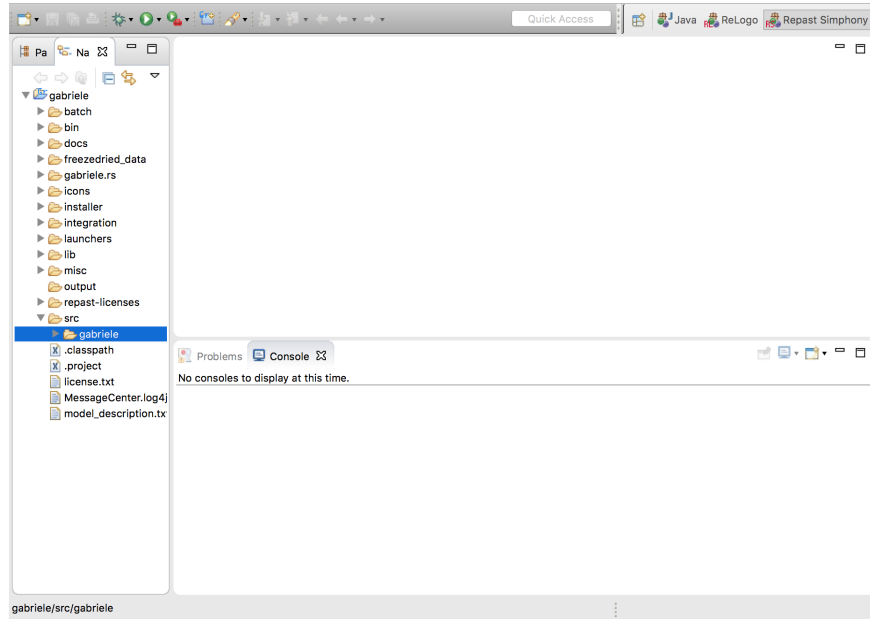 Quick Access
Java
ReLogo
Repast Simphony
Pa
Na
gabriele
batch
bin
docs
freezedried_data
gabriele.rs
icons
installer
integration
launchers
lib
misc
output
repast-licenses
src
gabriele
.classpath
.project
license.txt
MessageCenter.log4j
model_description.tx
Problems
Console
No consoles to display at this time.
gabriele/src/gabriele